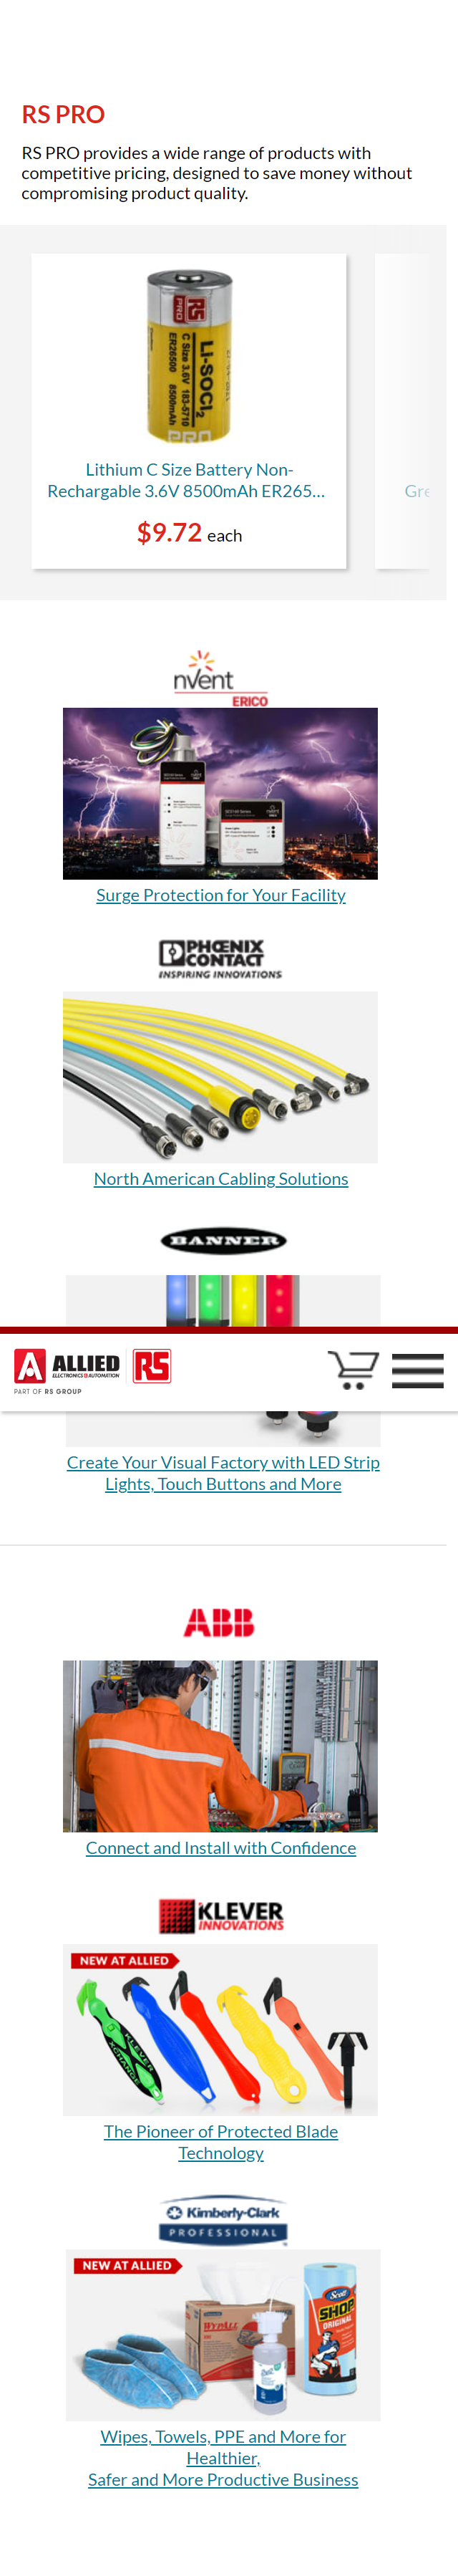 RS PRO
RS PRO provides a wide range of products with
competitive pricing, designed to save money without
compromising product quality.
RS
PRO
Li-SOCl₂
C Size 3.6V 183-5710
ER26500 8500mAh
PRO
Lithium C Size Battery Non-
Rechargable 3.6V 8500mAh ER265...
$9.72 each
Gre
nVent
ERICO
Surge Protection for Your Facility
PHŒNIX
CONTACT
INSPIRING INNOVATIONS
North American Cabling Solutions
BANNER
ALLIED
ELECTRONICS & AUTOMATION
RS
PART OF RS GROUP
Create Your Visual Factory with LED Strip
Lights, Touch Buttons and More
ABB
Connect and Install with Confidence
KLEVER
INNOVATIONS
NEW AT ALLIED
KLEVER
XCHANGE
The Pioneer of Protected Blade
Technology
Kimberly-Clark
PROFESSIONAL
NEW AT ALLIED
WYPALL
Scott
SHOP
ORIGINAL
Wipes, Towels, PPE and More for
Healthier,
Safer and More Productive Business